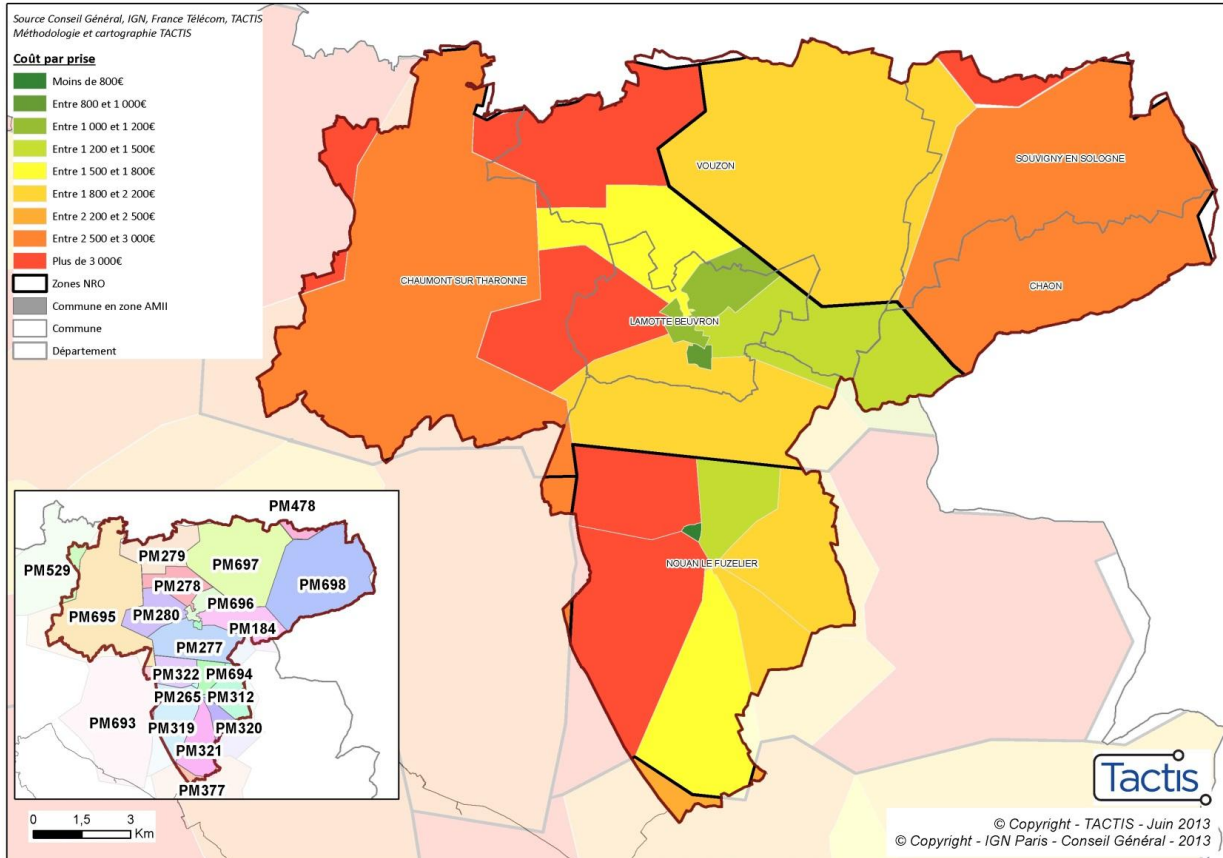 Source Conseil Général, IGN, France Télécom, TACTIS
Méthodologie et cartographie TACTIS
Coût par prise
Moins de 800€
Entre 800 et 1 000€
Entre 1 000 et 1 200€
Entre 1 200 et 1 500€
Entre 1 500 et 1 800€
Entre 1 800 et 2 200€
Entre 2 200 et 2 500€
Entre 2 500 et 3 000€
Plus de 3 000€
Zones NRO
Commune en zone AMII
Commune
Département
VOUZON
SOUVIGNY EN SOLOGNE
CHAUMONT SUR THARONNE
CHAON
LAMOTTE BEUVRON
NOUAN LE FUZELIER
PM478
PM279
PM697
PM529
PM278
PM698
PM696
PM695
PM280
PM184
PM277
PM322
PM694
PM265
PM312
PM693
PM319
PM320
PM321
PM377
0 1,5 3
Km
Tactis
© Copyright - TACTIS - Juin 2013
© Copyright - IGN Paris - Conseil Général - 2013